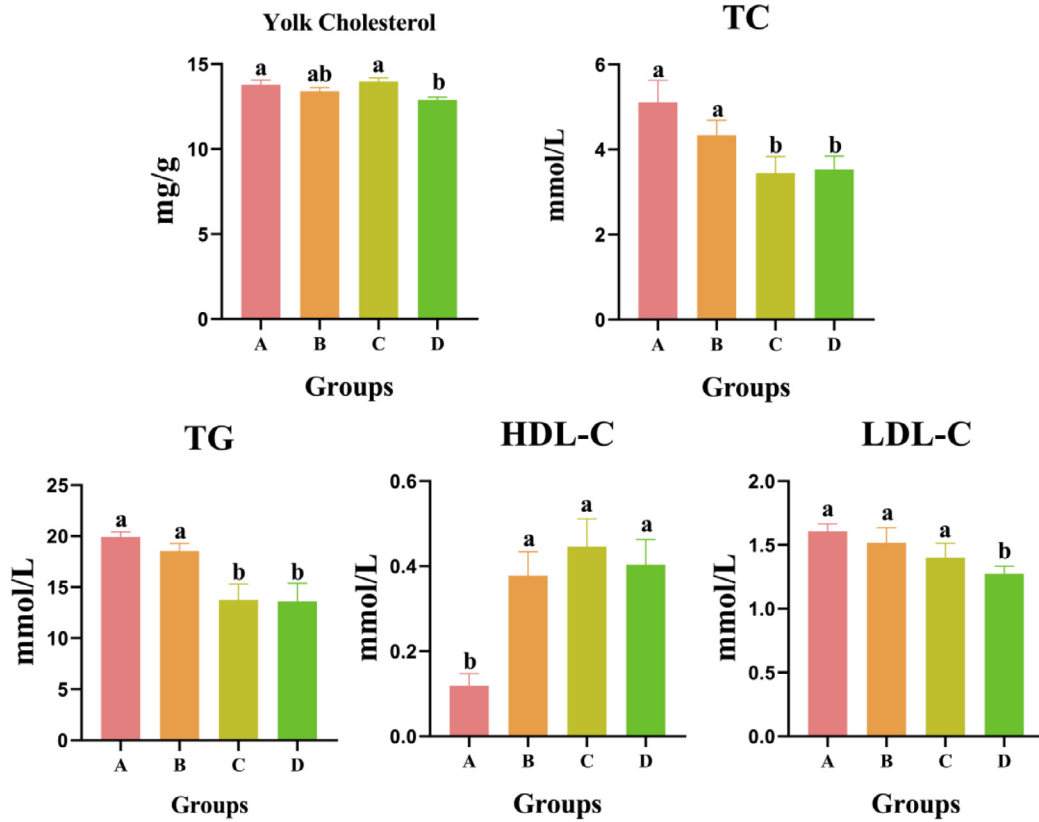 Yolk Cholesterol
mg/g
15
10
5
0
a
ab
a
b
A
B
C
D
Groups
TC
mmol/L
6
4
2
0
a
a
b
b
A
B
C
D
Groups
TG
mmol/L
25
20
15
10
5
0
a
a
b
b
A
B
C
D
Groups
HDL-C
mmol/L
0.6
0.4
0.2
0.0
b
a
a
a
A
B
C
D
Groups
LDL-C
mmol/L
2.0
1.5
1.0
0.5
0.0
a
a
a
b
A
B
C
D
Groups